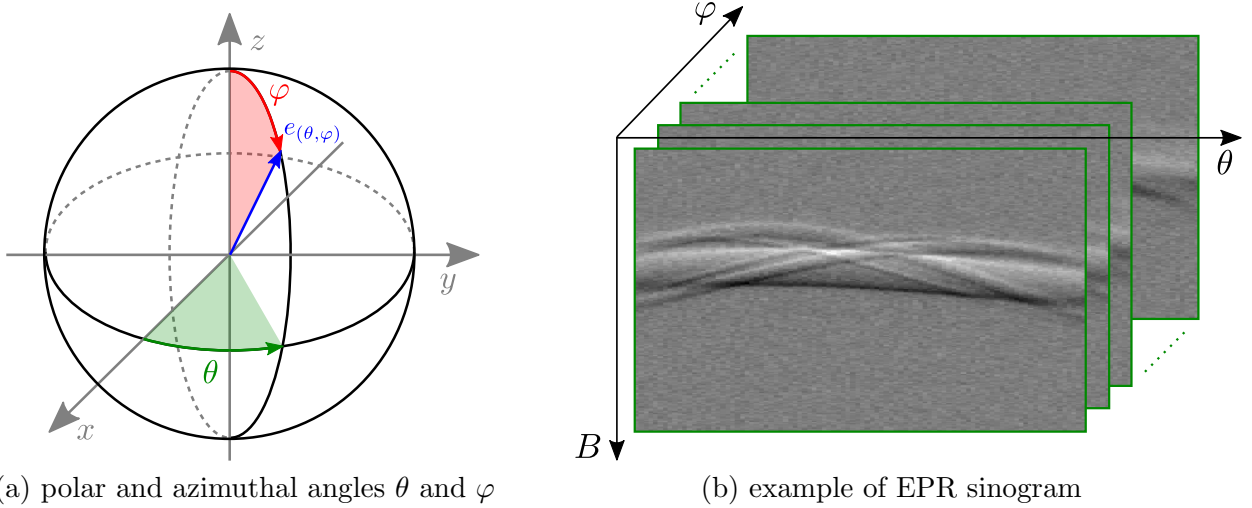 z
φ
e(θ,φ)
y
θ
x
(a) polar and azimuthal angles θ and φ
φ
θ
B
(b) example of EPR sinogram